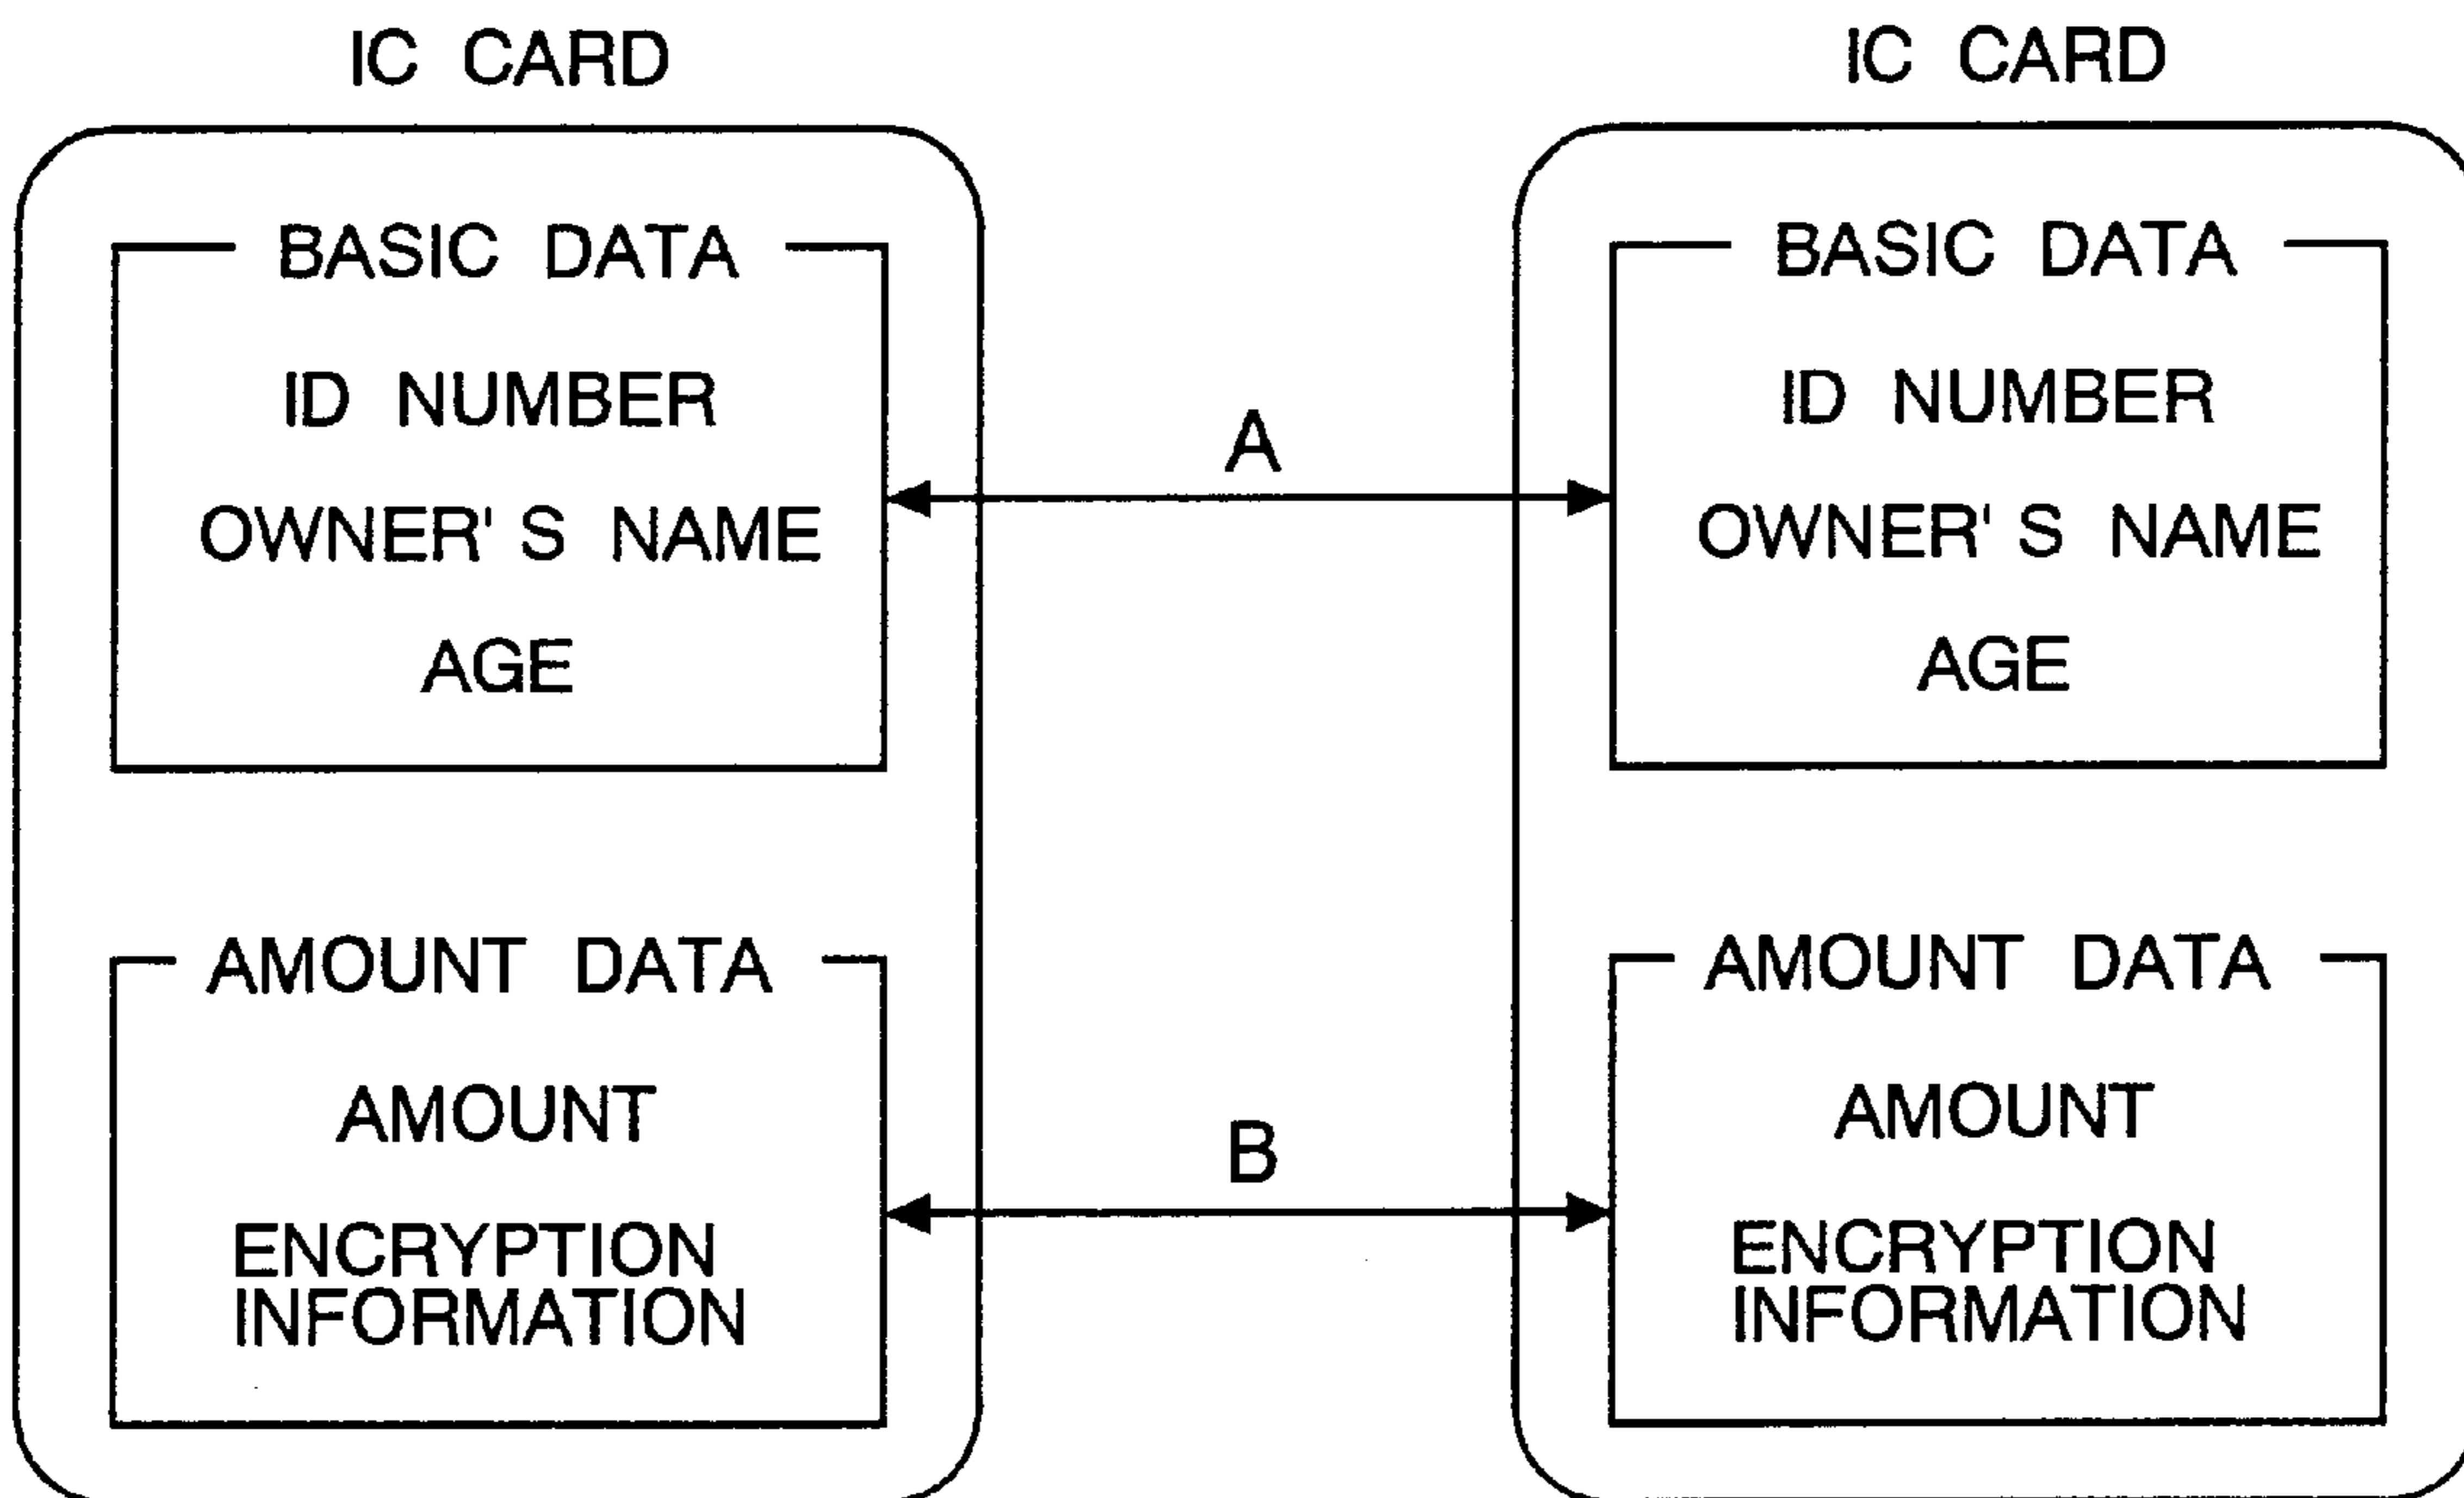 IC CARD
BASIC DATA
ID NUMBER
OWNER'S NAME
AGE
AMOUNT DATA
AMOUNT
ENCRYPTION
INFORMATION
A
B
IC CARD
BASIC DATA
ID NUMBER
OWNER'S NAME
AGE
AMOUNT DATA
AMOUNT
ENCRYPTION
INFORMATION